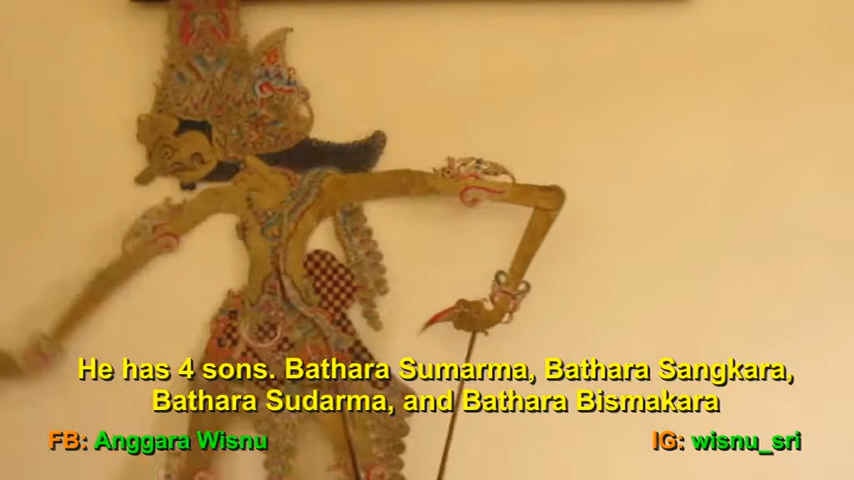 He has 4 sons. Bathara Sumarma, Bathara Sangkara,
Bathara Sudarma, and Bathara Bismakara
FB: Anggara Wisnu IG: wisnu_sri